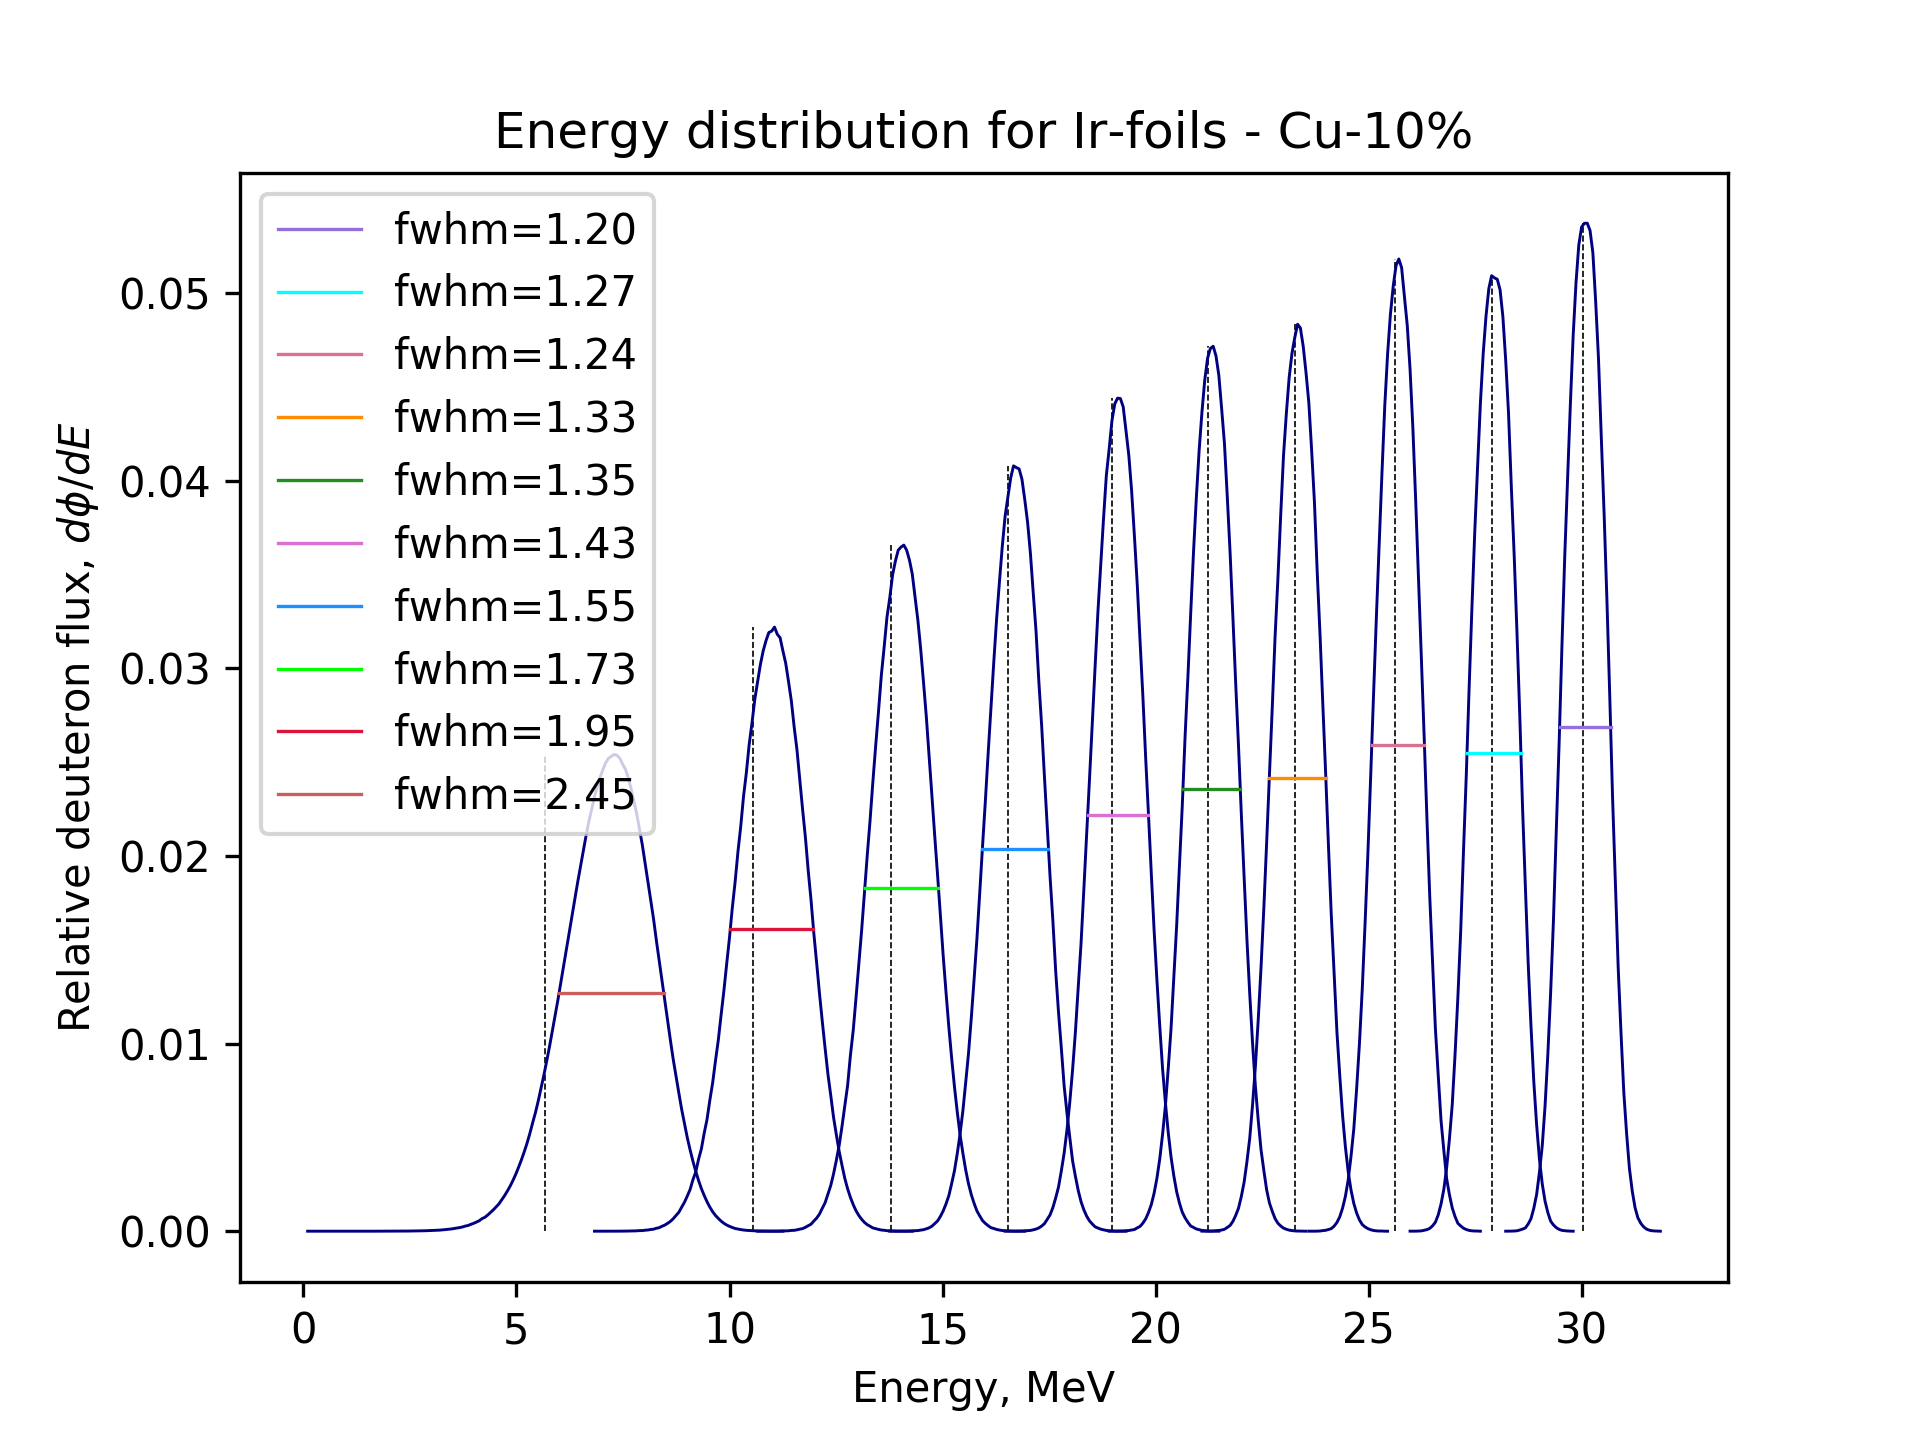 Energy distribution for Ir-foils - Cu-10%
fwhm=1.20
fwhm=1.27
fwhm=1.24
fwhm=1.33
fwhm=1.35
fwhm=1.43
fwhm=1.55
fwhm=1.73
fwhm=1.95
fwhm=2.45
0.05
0.04
0.03
0.02
0.01
0.00
Relative deuteron flux, dϕ/dE
0 5 10 15 20 25 30
Energy, MeV